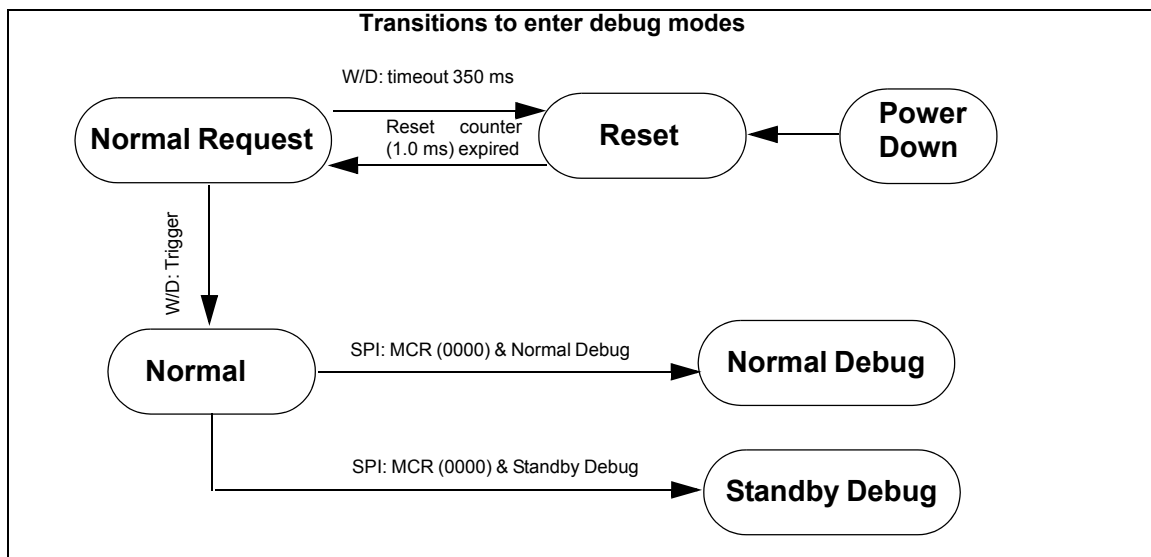 Transitions to enter debug modes
W/D: timeout 350 ms
Normal Request
Reset counter
(1.0 ms) expired
Reset
Power
Down
W/D: Trigger
Normal
SPI: MCR (0000) & Normal Debug
Normal Debug
SPI: MCR (0000) & Standby Debug
Standby Debug